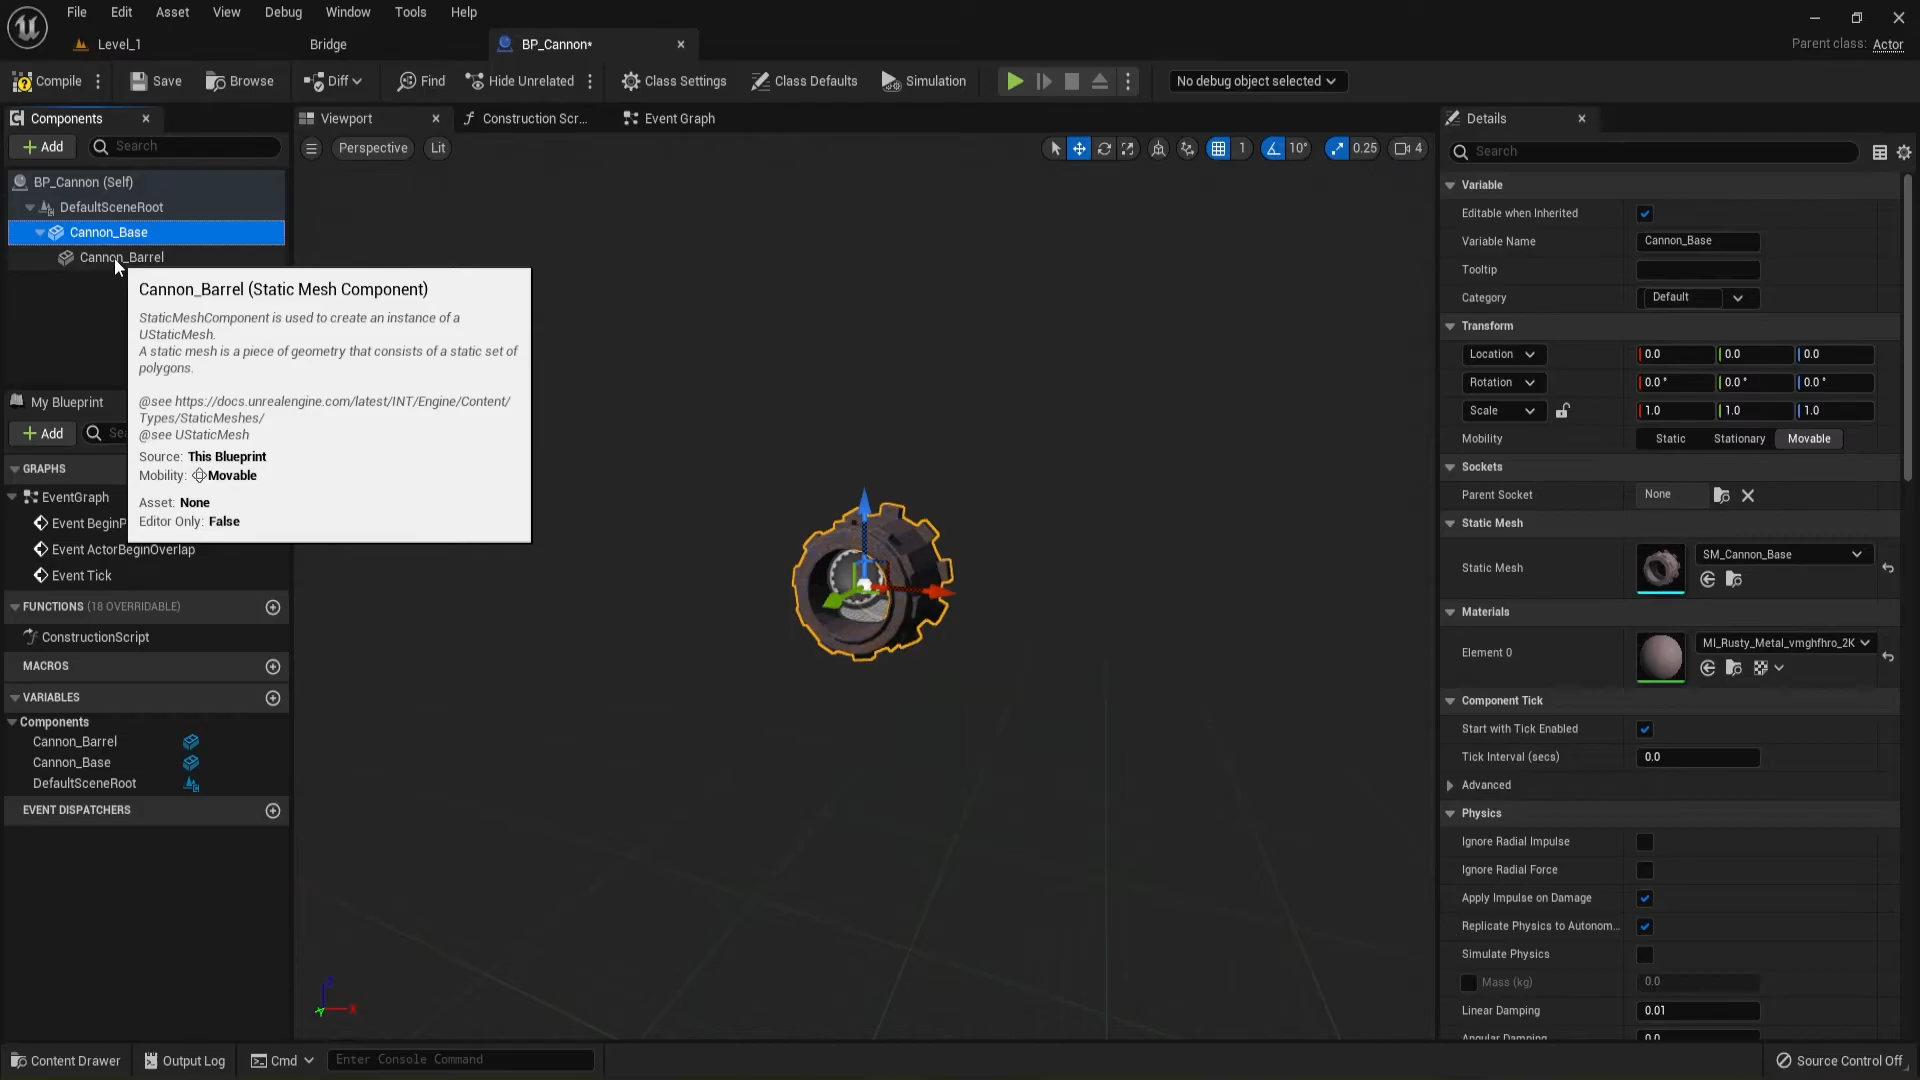 File Edit Asset View Debug Window Tools Help
Level_1 Bridge BP_Cannon*
Parent class: Actor
Compile Save Browse Diff Find Hide Unrelated Class Settings Class Defaults Simulation No debug object selected
Components
Add Search
BP_Cannon (Self)
DefaultSceneRoot
Cannon_Base
Cannon_Barrel
Cannon_Barrel (Static Mesh Component)
StaticMeshComponent is used to create an instance of a
UStaticMesh.
A static mesh is a piece of geometry that consists of a static set of
polygons.
@see https://docs.unrealengine.com/latest/INT/Engine/Content/
Types/StaticMeshes/
@see UStaticMesh
Source: This Blueprint
Mobility: Movable
Asset: None
Editor Only: False
My Blueprint
Add Sea
GRAPHS
EventGraph
Event BeginP
Event ActorBeginOverlap
Event Tick
FUNCTIONS (18 OVERRIDABLE)
ConstructionScript
MACROS
VARIABLES
Components
Cannon_Barrel
Cannon_Base
DefaultSceneRoot
EVENT DISPATCHERS
Viewport Construction Scr... Event Graph
Perspective Lit 1 10° 0.25 4
Z
X
Y
Details
Search
Variable
Editable when Inherited
Variable Name Cannon_Base
Tooltip
Category Default
Transform
Location 0.0 0.0 0.0
Rotation 0.0 ° 0.0 ° 0.0 °
Scale 1.0 1.0 1.0
Mobility Static Stationary Movable
Sockets
Parent Socket None
Static Mesh
Static Mesh SM_Cannon_Base
Materials
Element 0 MI_Rusty_Metal_vmghfhro_2K
Component Tick
Start with Tick Enabled
Tick Interval (secs) 0.0
Advanced
Physics
Ignore Radial Impulse
Ignore Radial Force
Apply Impulse on Damage
Replicate Physics to Autonom...
Simulate Physics
Mass (kg) 0.0
Linear Damping 0.01
Angular Damping 0.0
Content Drawer Output Log Cmd Enter Console Command Source Control Off